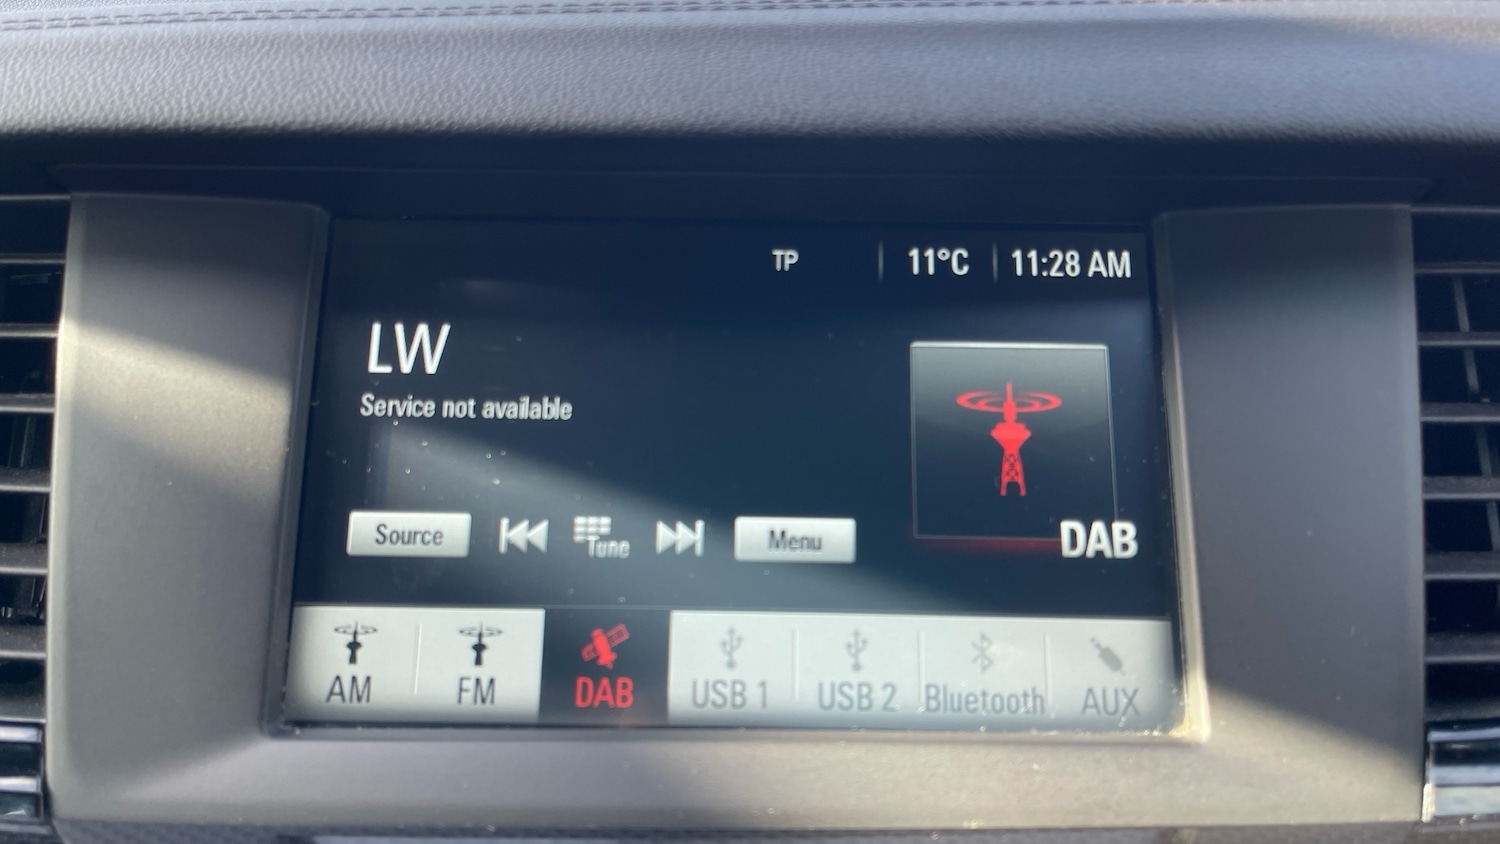 TP 11°C 11:28 AM
LW
Service not available
Source Tune Menu
DAB
AM FM DAB USB 1 USB 2 Bluetooth AUX